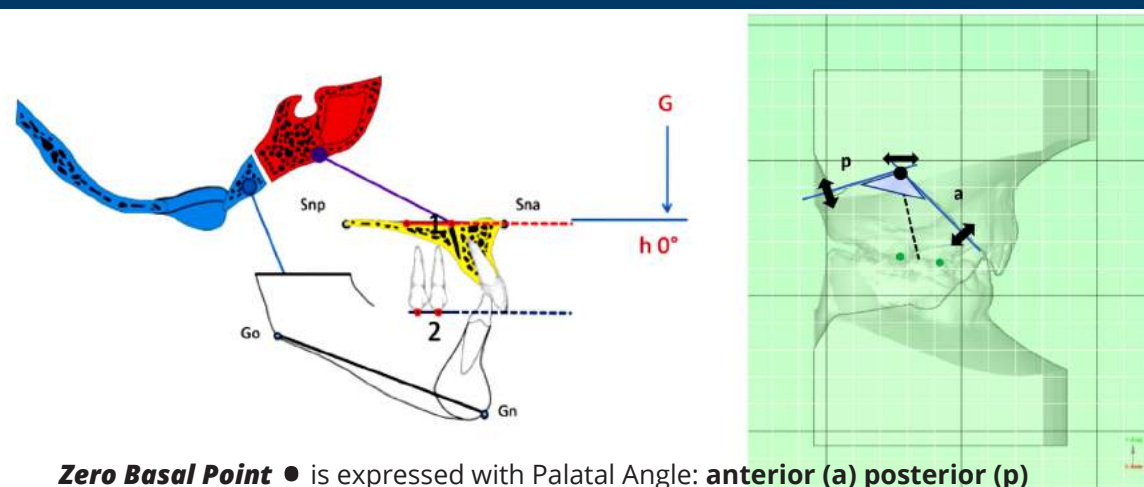 G
p
a
Snp
Sna
1
h 0°
2
Go
Gn
Zero Basal Point ● is expressed with Palatal Angle: anterior (a) posterior (p)